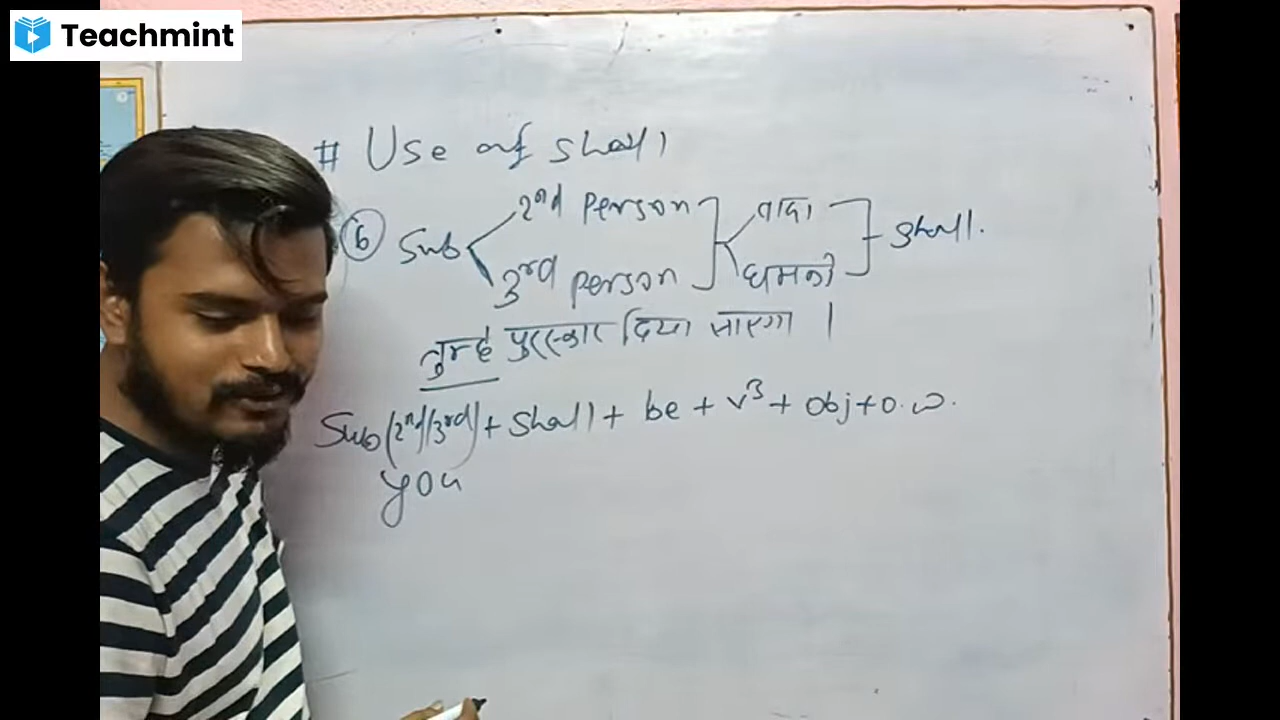 Teachmint
# Use of shall
⑥ Sub 2nd person वादा shall.
3rd person धमकी
तुम्हे पुरस्कार दिया जाएगा ।
Sub (2nd/3rd) + Shall + be + v3 + obj + o.w.
you